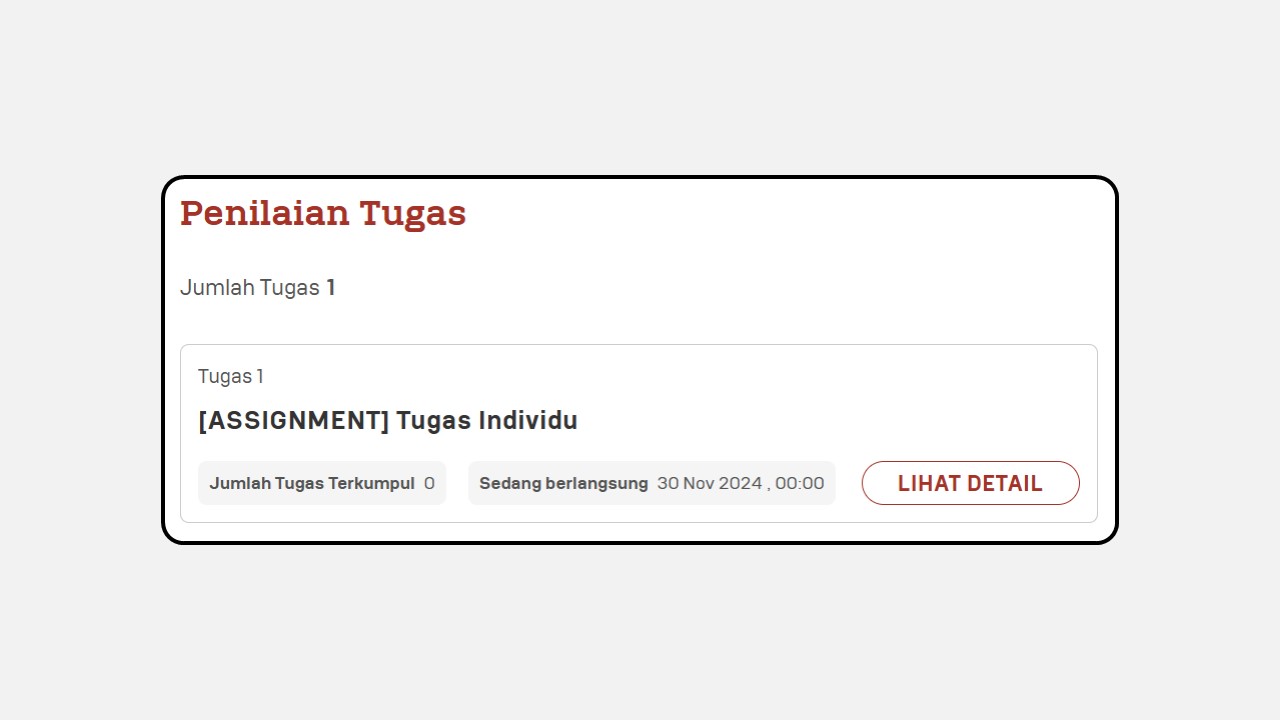 Penilaian Tugas
Jumlah Tugas 1
Tugas 1
[ASSIGNMENT] Tugas Individu
Jumlah Tugas Terkumpul 0 Sedang berlangsung 30 Nov 2024 , 00:00 LIHAT DETAIL